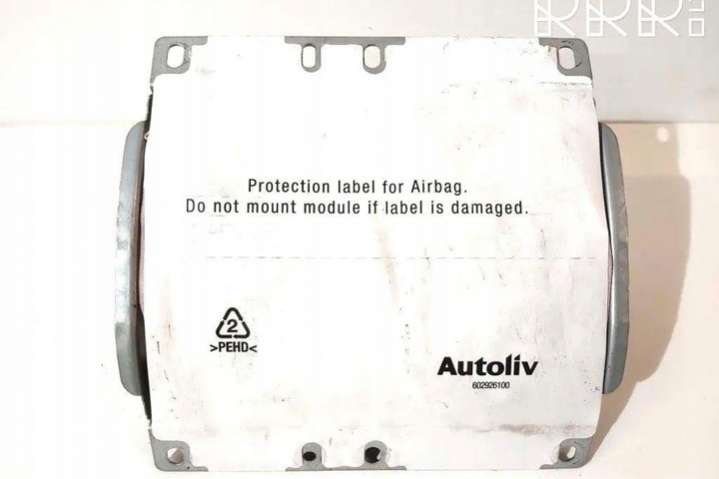 RRR
Protection label for Airbag.
Do not mount module if label is damaged.
2
>PEHD<
Autoliv
602926100